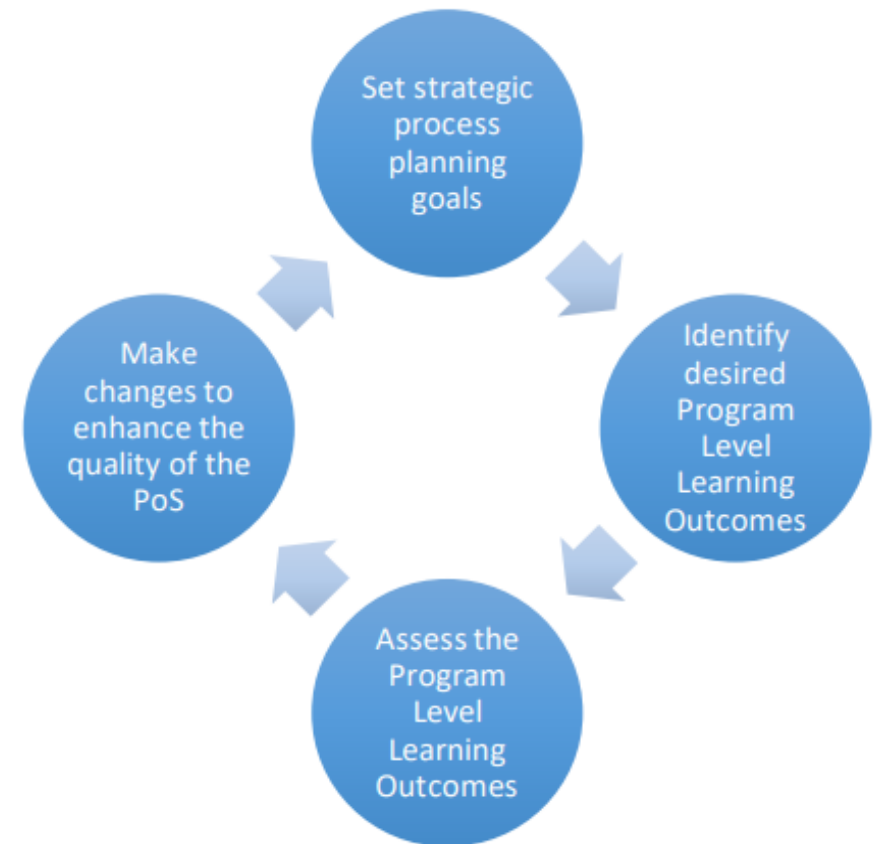 Set strategic
process
planning
goals
Identify
desired
Program
Level
Learning
Outcomes
Assess the
Program
Level
Learning
Outcomes
Make
changes to
enhance the
quality of the
PoS